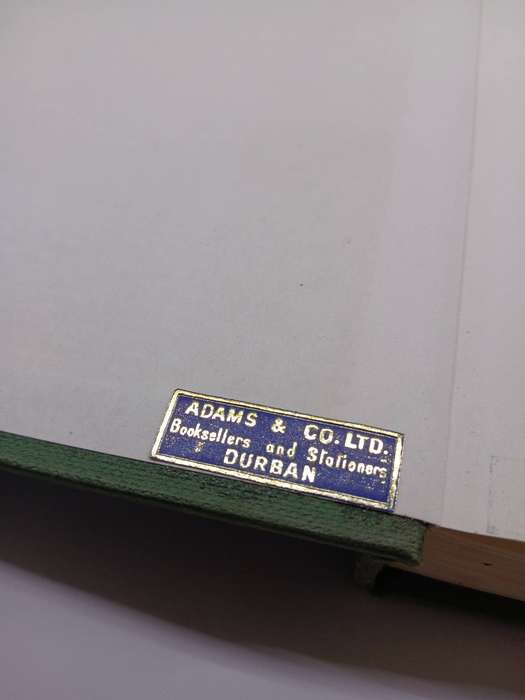 ADAMS & CO. LTD.
Booksellers and Stationers
DURBAN